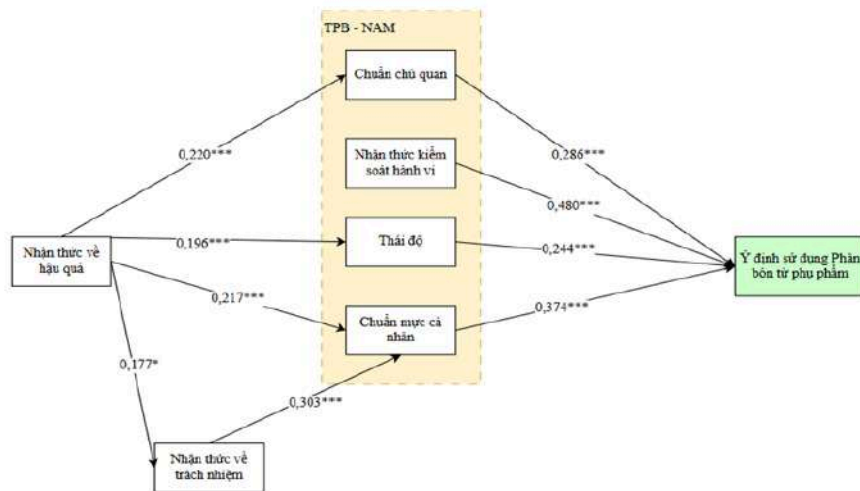 TPB - NAM
Chuẩn chủ quan
0,220***
0,286***
Nhận thức kiểm
soát hành vi
0,480***
Nhận thức về
hậu quả
0,196***
Thái độ
0,244***
Ý định sử dụng Phân
bón từ phụ phẩm
0,217***
Chuẩn mực cá
nhân
0,374***
0,177*
0,303***
Nhận thức về
trách nhiệm